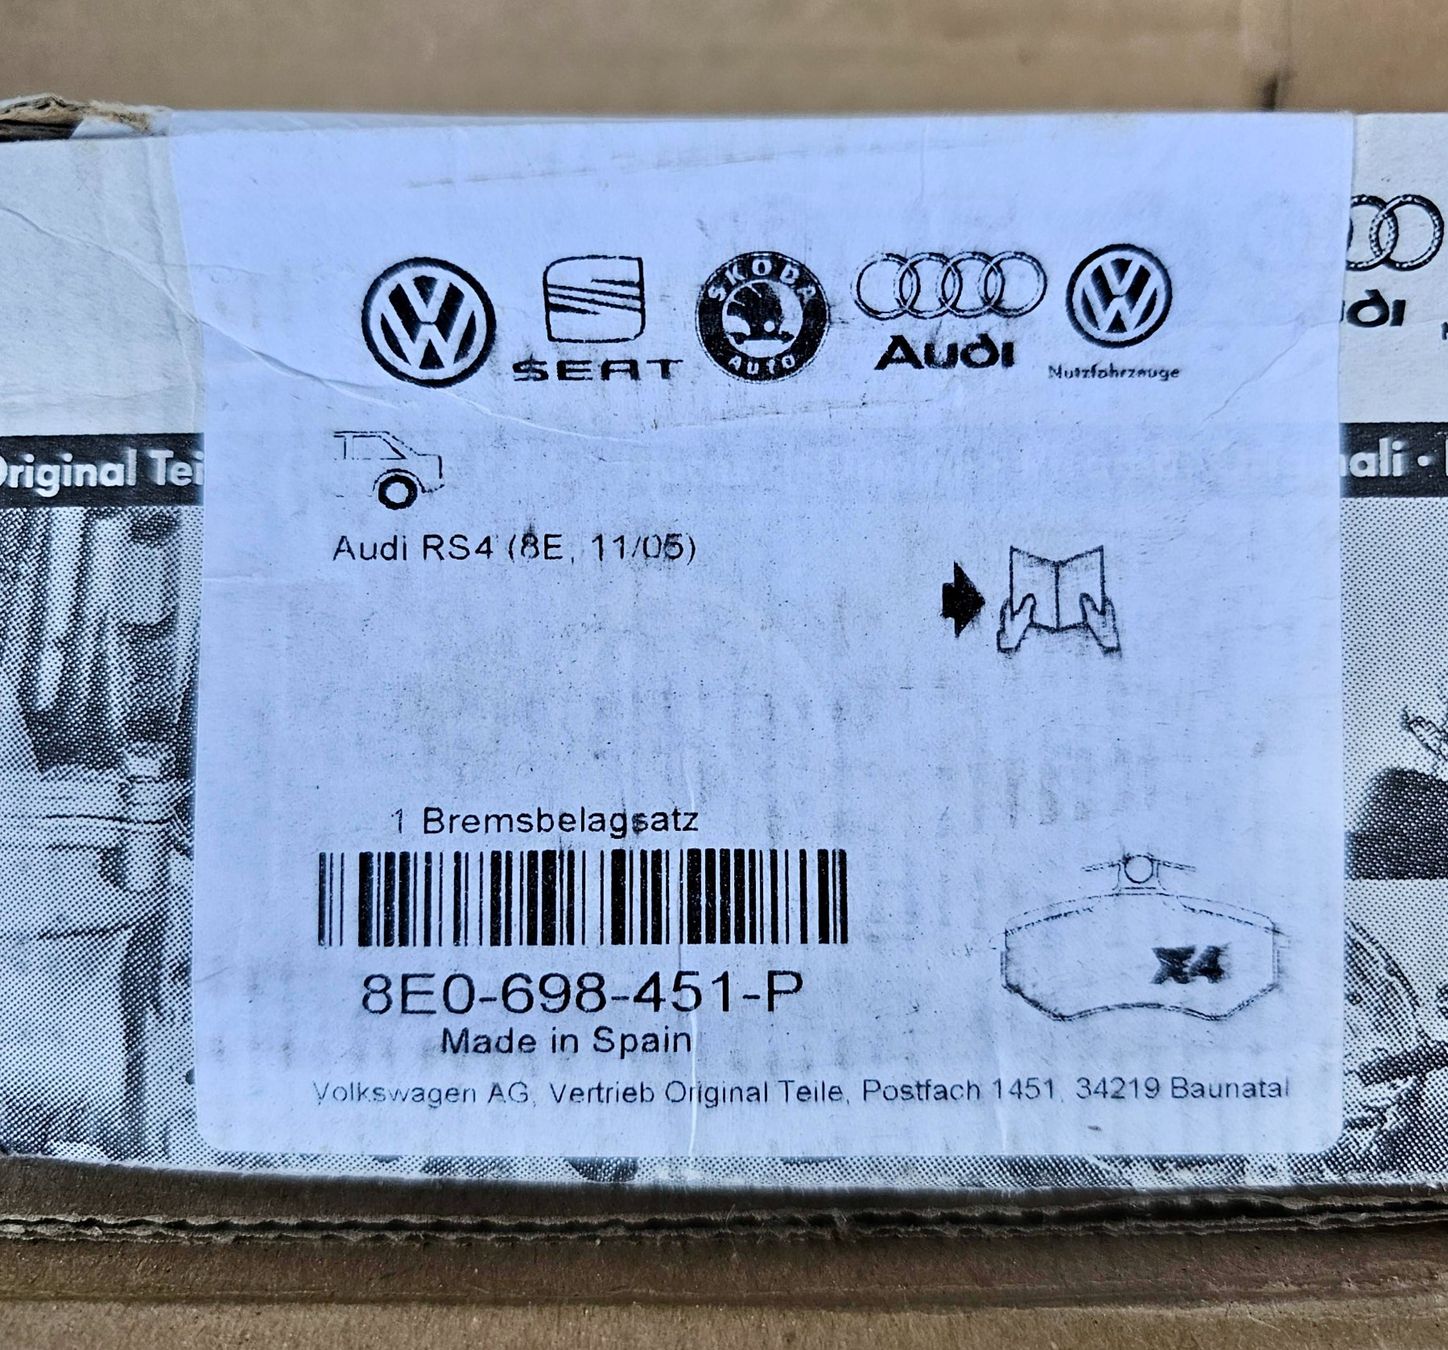 SEAT
ŠKODA
AUTO
Audi
Nutzfahrzeuge
Original Tei
nali ·
Audi RS4 (8E, 11/05)
1 Bremsbelagsatz
X4
8E0-698-451-P
Made in Spain
Volkswagen AG, Vertrieb Original Teile, Postfach 1451, 34219 Baunatal